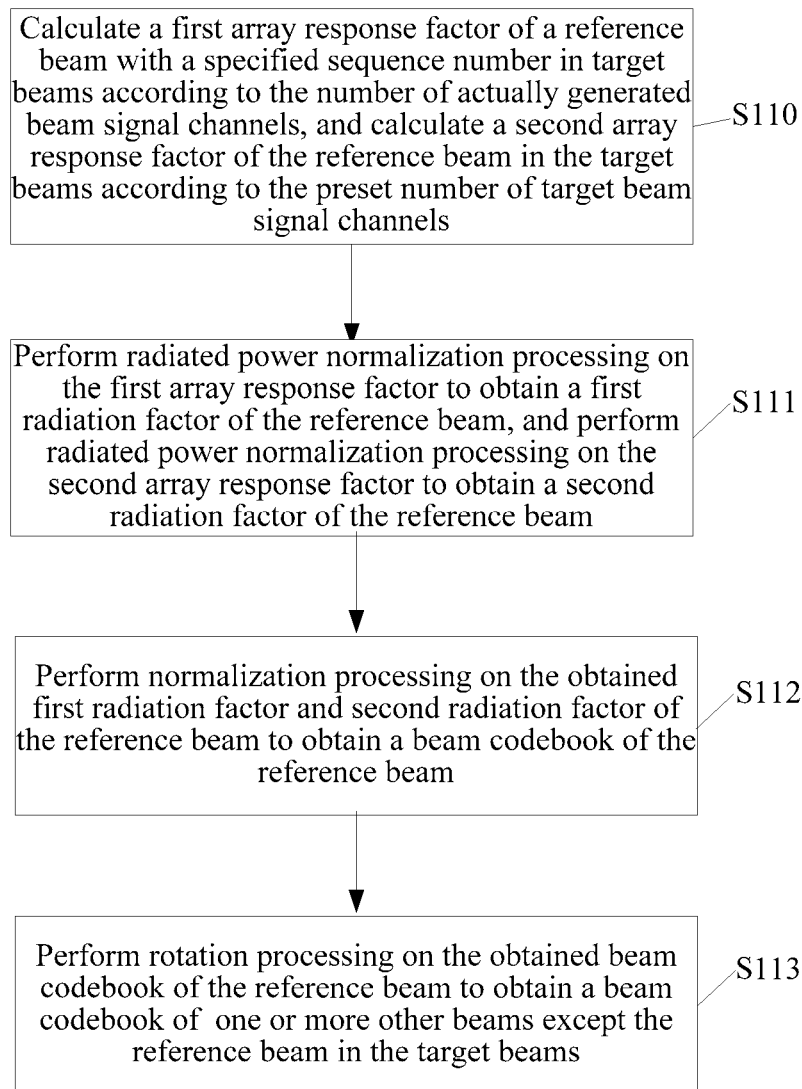 Calculate a first array response factor of a reference
beam with a specified sequence number in target
beams according to the number of actually generated
beam signal channels, and calculate a second array
response factor of the reference beam in the target
beams according to the preset number of target beam
signal channels
S110
Perform radiated power normalization processing on
the first array response factor to obtain a first
radiation factor of the reference beam, and perform
radiated power normalization processing on the
second array response factor to obtain a second
radiation factor of the reference beam
S111
Perform normalization processing on the obtained
first radiation factor and second radiation factor of
the reference beam to obtain a beam codebook of the
reference beam
S112
Perform rotation processing on the obtained beam
codebook of the reference beam to obtain a beam
codebook of one or more other beams except the
reference beam in the target beams
S113